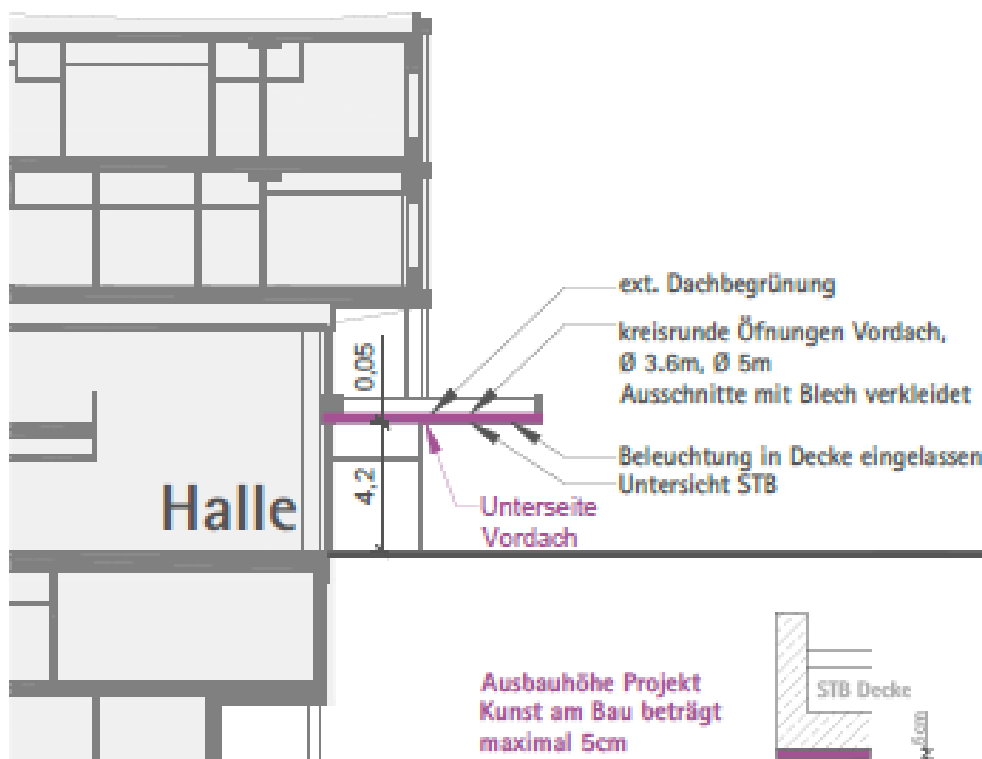 ext. Dachbegrünung
kreisrunde Öfnungen Vordach,
Ø 3.6m, Ø 5m
Ausschnitte mit Blech verkleidet
0,05
Beleuchtung in Decke eingelassen
Untersicht STB
4,2
Halle
Unterseite
Vordach
Ausbauhöhe Projekt
Kunst am Bau beträgt
maximal 5cm
STB Decke